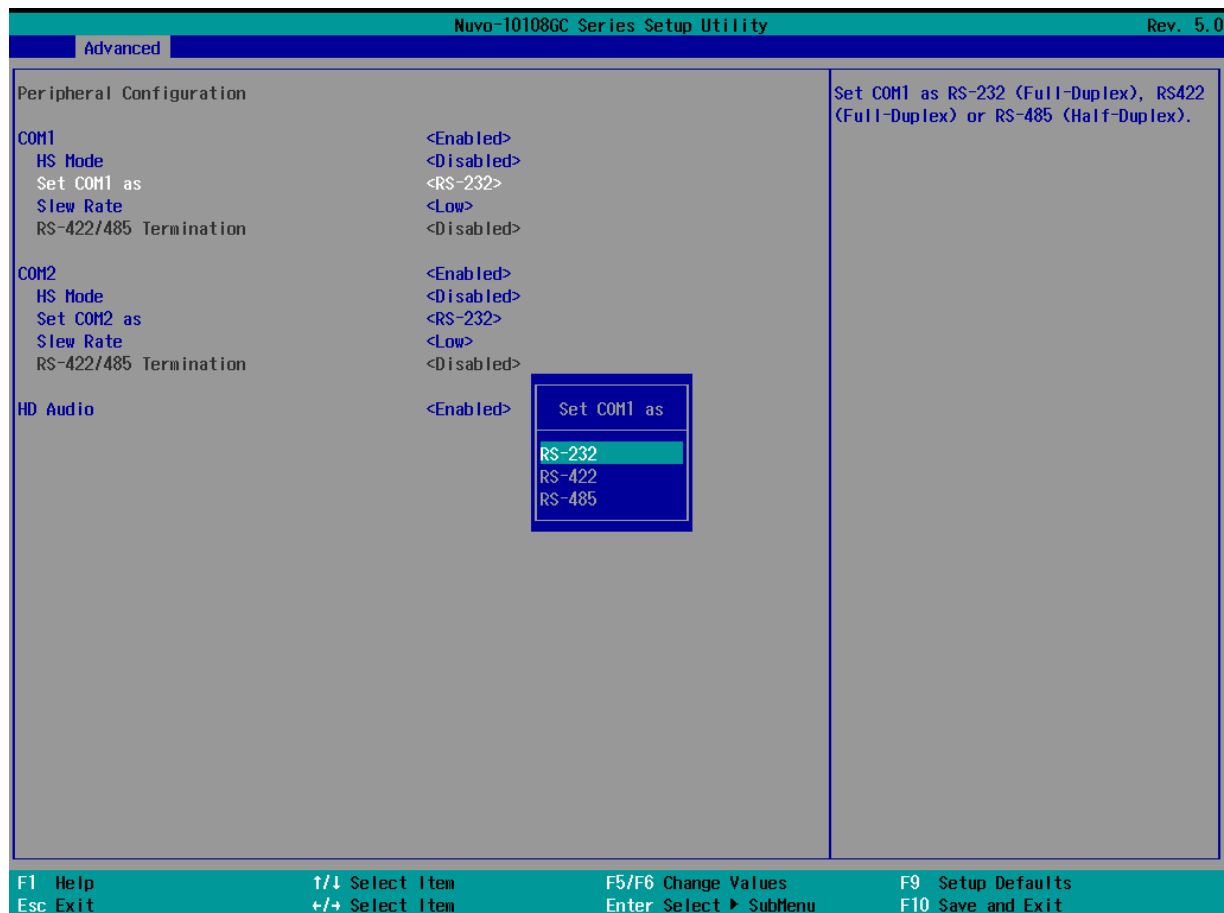 Nuvo-10108GC Series Setup Utility Rev. 5.0
Advanced
Peripheral Configuration
COM1 <Enabled>
HS Mode <Disabled>
Set COM1 as <RS-232>
Slew Rate <Low>
RS-422/485 Termination <Disabled>
COM2 <Enabled>
HS Mode <Disabled>
Set COM2 as <RS-232>
Slew Rate <Low>
RS-422/485 Termination <Disabled>
HD Audio <Enabled>
Set COM1 as
RS-232
RS-422
RS-485
Set COM1 as RS-232 (Full-Duplex), RS422
(Full-Duplex) or RS-485 (Half-Duplex).
F1 Help ↑/↓ Select Item F5/F6 Change Values F9 Setup Defaults
Esc Exit ←/→ Select Item Enter Select ▶ SubMenu F10 Save and Exit